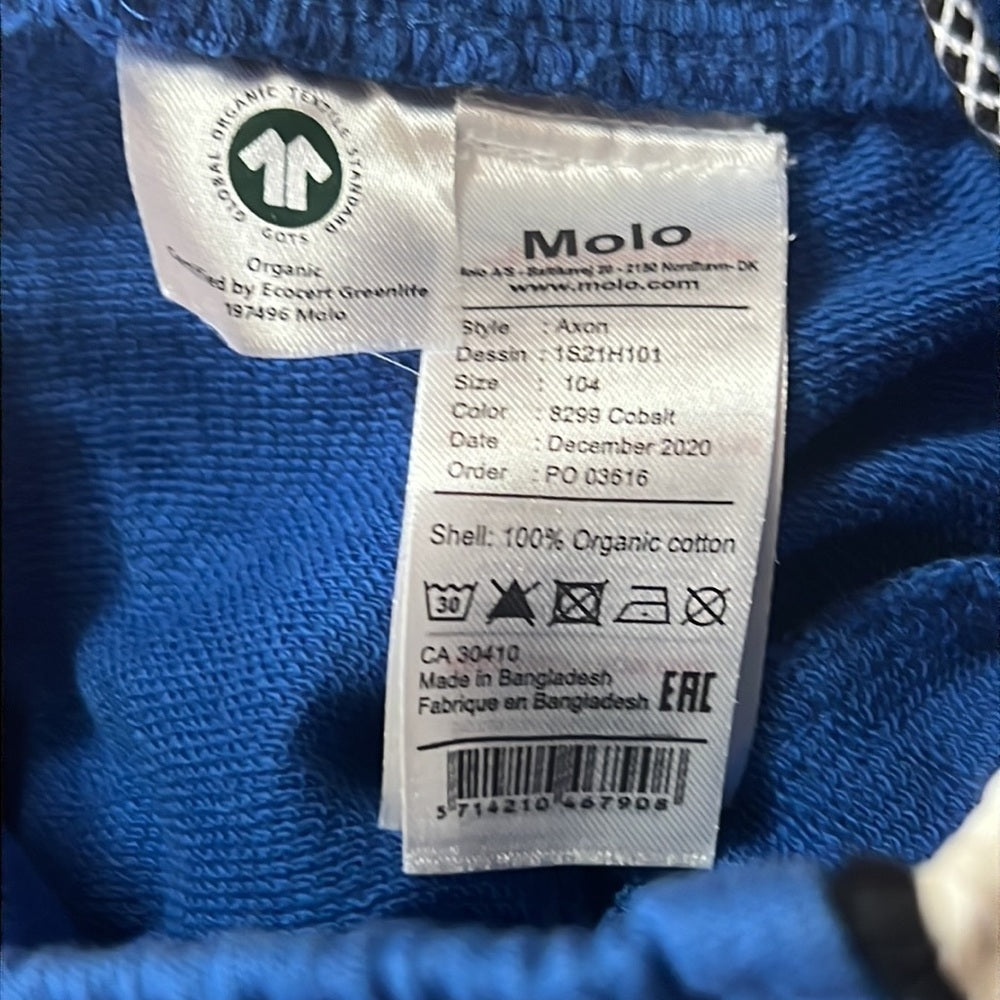 GLOBAL ORGANIC TEXTILE STANDARD
GOTS
Organic
Certified by Ecocert Greenlife
197496 Molo
Molo
Molo A/S - Baltikavej 20 - 2150 Nordhavn- DK
www.molo.com
Style : Axon
Dessin : 1S21H101
Size : 104
Color : 8299 Cobalt
Date : December 2020
Order : PO 03616
Shell: 100% Organic cotton
30
CA 30410
Made in Bangladesh
Fabrique en Bangladesh
EAC
5 714210 467908